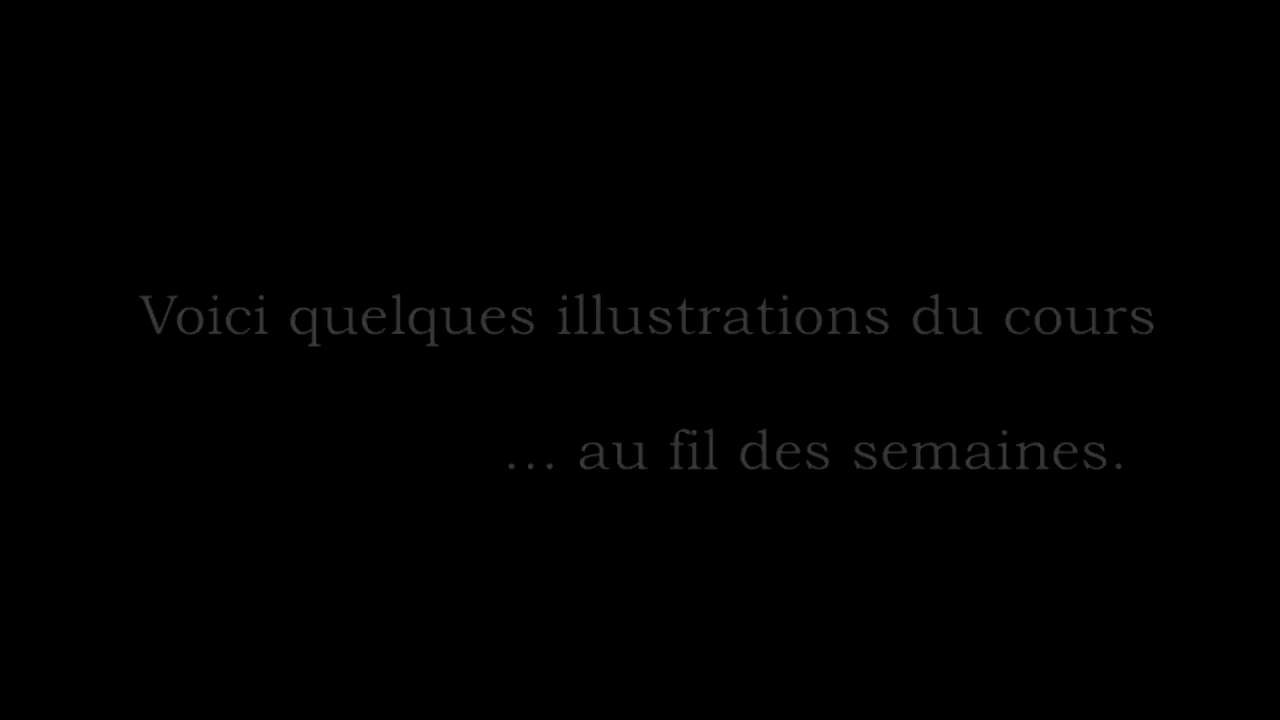 Voici quelques illustrations du cours
... au fil des semaines.